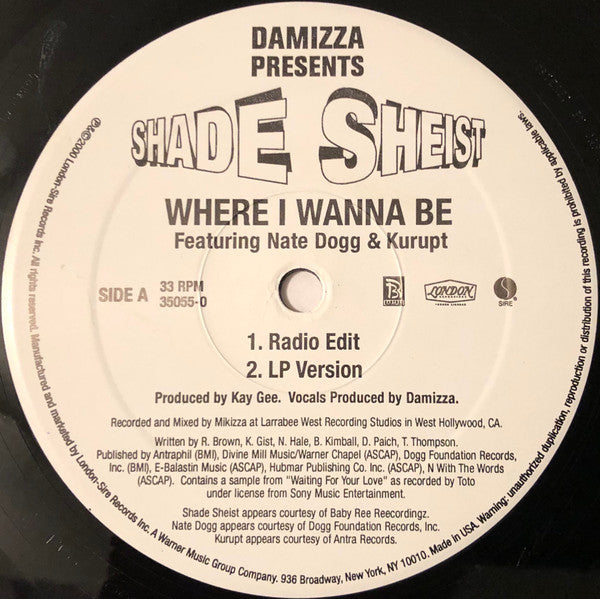 DAMIZZA
PRESENTS
SHADE SHEIST
WHERE I WANNA BE
Featuring Nate Dogg & Kurupt
SIDE A
33 RPM
35055-0
LONDON
SIRE
1. Radio Edit
2. LP Version
Produced by Kay Gee. Vocals Produced by Damizza.
Recorded and Mixed by Mikizza at Larrabee West Recording Studios in West Hollywood, CA.
Written by R. Brown, K. Gist, N. Hale, B. Kimball, D. Paich, T. Thompson.
Published by Antraphil (BMI), Divine Mill Music/Warner Chapel (ASCAP), Dogg Foundation Records,
Inc. (BMI), E-Balastin Music (ASCAP), Hubmar Publishing Co. Inc. (ASCAP), N With The Words
(ASCAP). Contains a sample from "Waiting For Your Love" as recorded by Toto
under license from Sony Music Entertainment.
Shade Sheist appears courtesy of Baby Ree Reecordingz.
Nate Dogg appears courtesy of Dogg Foundation Records, Inc.
Kurupt appears courtesy of Antra Records.
℗&©2000 London-Sire Records Inc. All rights reserved. Manufactured and marketed by London-Sire Records Inc. A Warner Music Group Company. 936 Broadway, New York, NY 10010. Made in USA. Warning: unauthorized duplication, reproduction or distribution of this recording is prohibited by applicable laws.